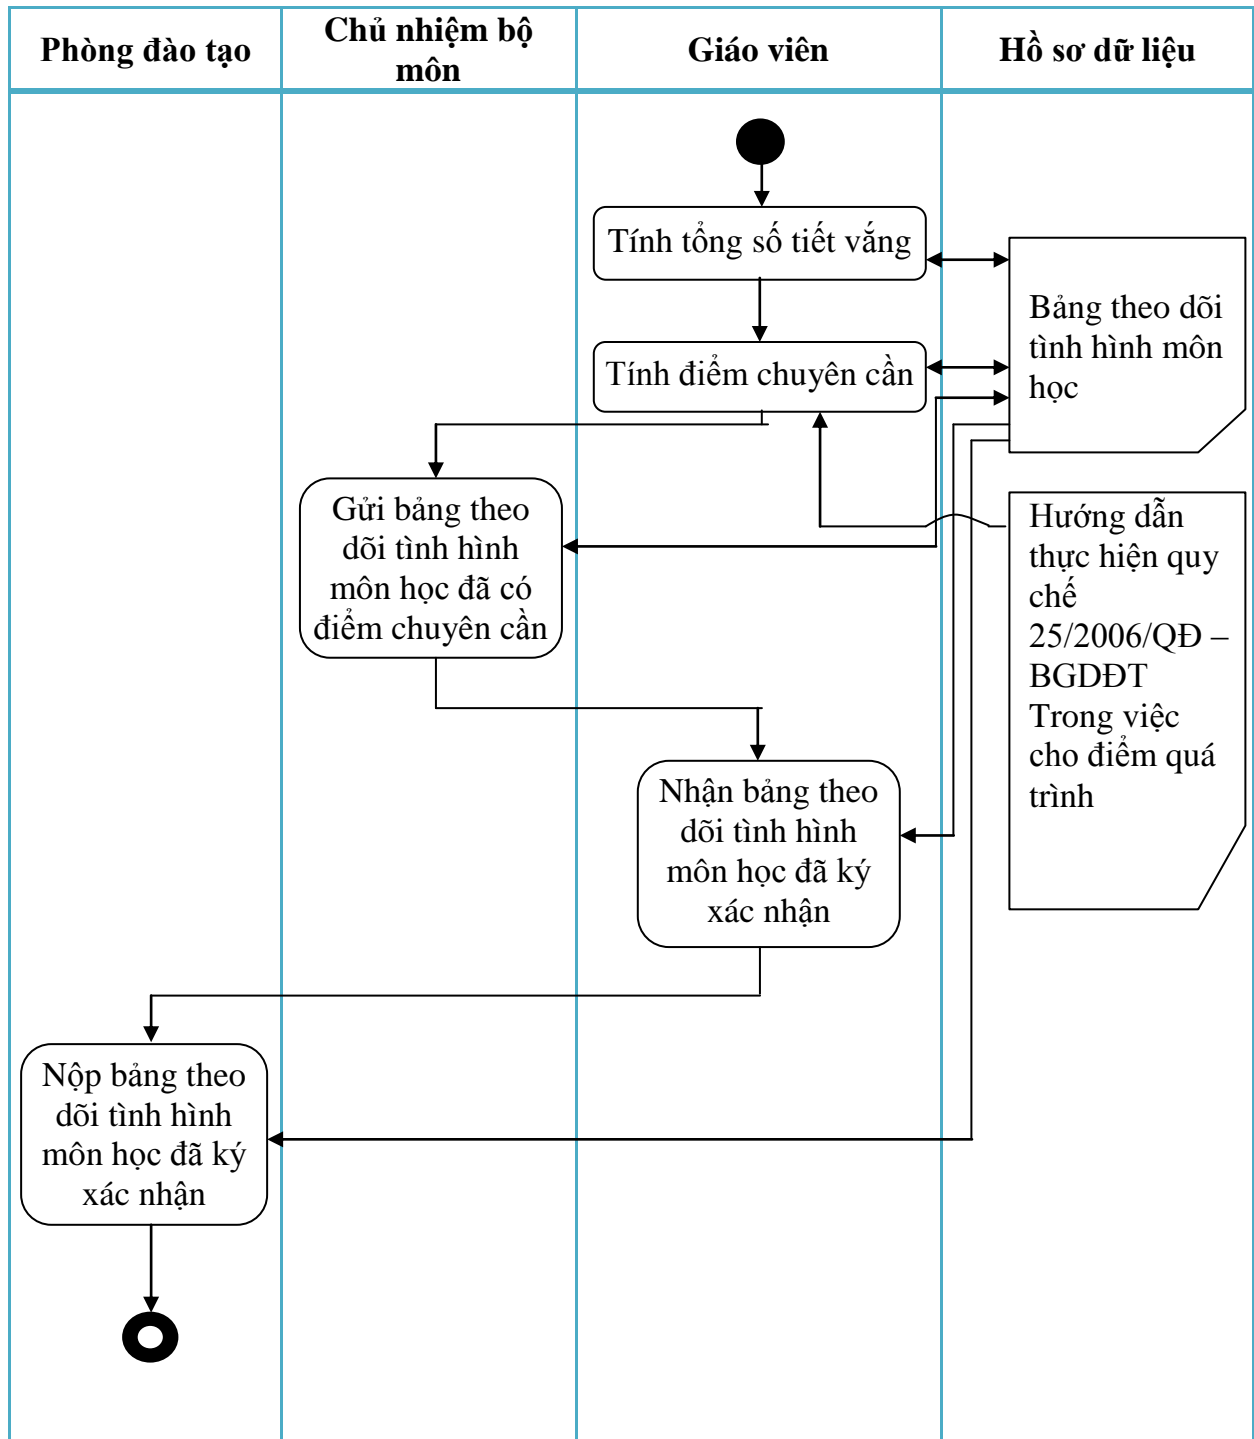 Phòng đào tạo
Chủ nhiệm bộ
môn
Giáo viên
Hồ sơ dữ liệu
Tính tổng số tiết vắng
Bảng theo dõi
tình hình môn
học
Tính điểm chuyên cần
Gửi bảng theo
dõi tình hình
môn học đã có
điểm chuyên cần
Hướng dẫn
thực hiện quy
chế
25/2006/QĐ –
BGDĐT
Trong việc
cho điểm quá
trình
Nhận bảng theo
dõi tình hình
môn học đã ký
xác nhận
Nộp bảng theo
dõi tình hình
môn học đã ký
xác nhận